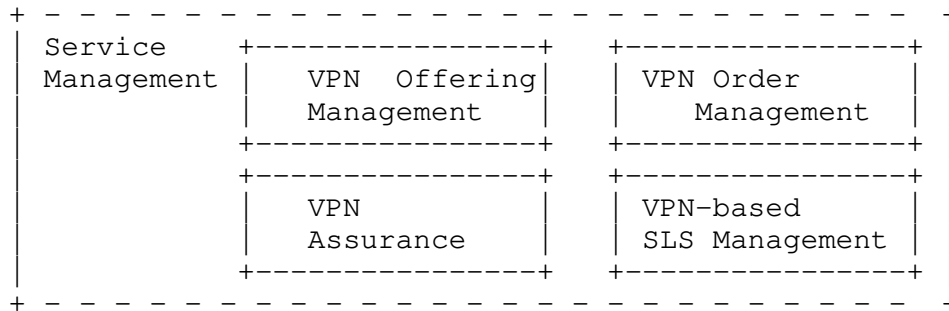 Service
Management
VPN Offering
Management
VPN Order
Management
VPN
Assurance
VPN-based
SLS Management